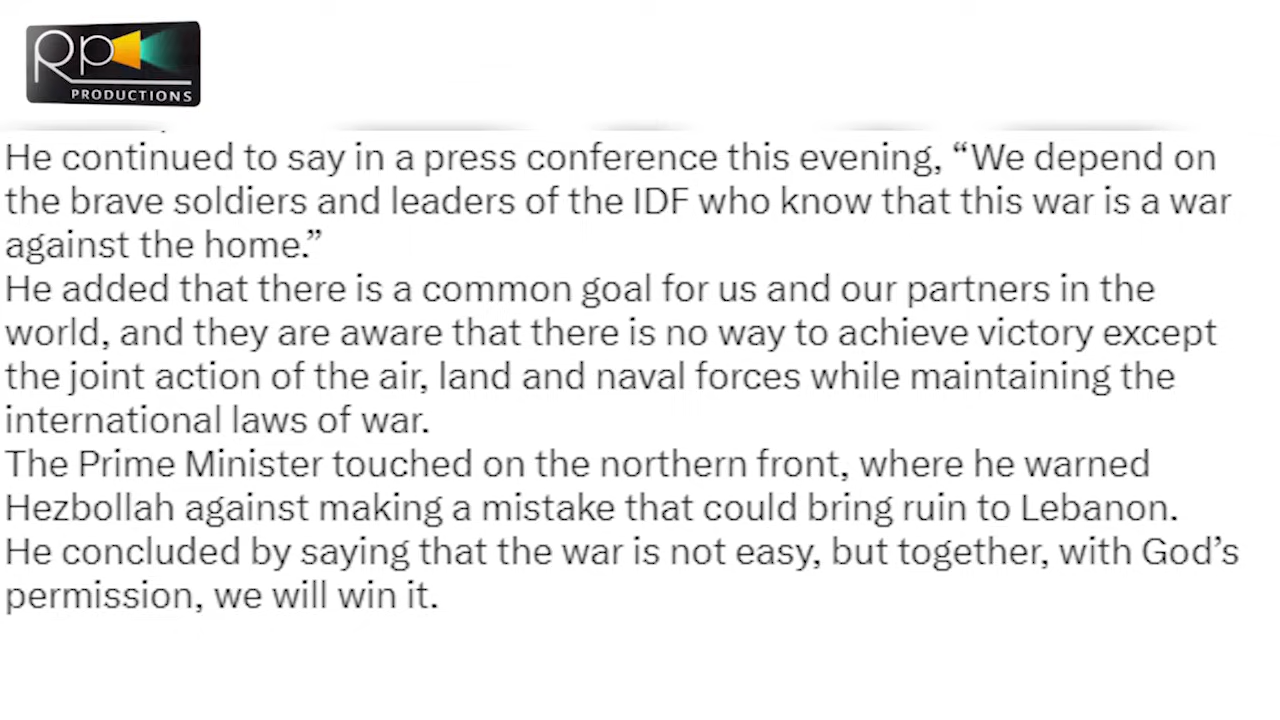 Rp
PRODUCTIONS
He continued to say in a press conference this evening, “We depend on
the brave soldiers and leaders of the IDF who know that this war is a war
against the home.”
He added that there is a common goal for us and our partners in the
world, and they are aware that there is no way to achieve victory except
the joint action of the air, land and naval forces while maintaining the
international laws of war.
The Prime Minister touched on the northern front, where he warned
Hezbollah against making a mistake that could bring ruin to Lebanon.
He concluded by saying that the war is not easy, but together, with God’s
permission, we will win it.